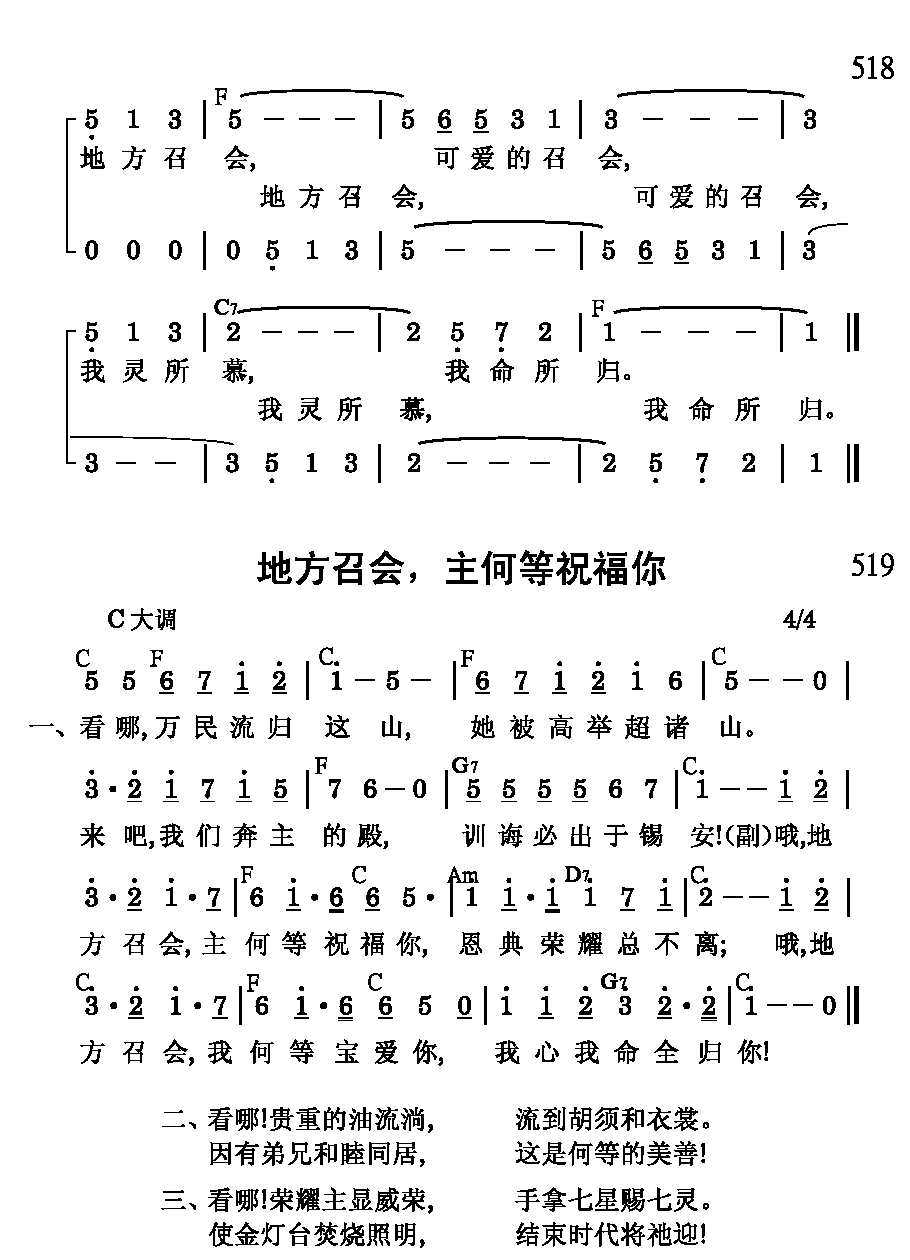 518
F
5 1 3 | 5 － － － | 5 6 5 3 1 | 3 － － － | 3
地 方 召 会, 可 爱 的 召 会,
地 方 召 会, 可 爱 的 召 会,
0 0 0 | 0 5 1 3 | 5 － － － | 5 6 5 3 1 | 3
C7 F
5 1 3 | 2 － － － | 2 5 7 2 | 1 － － | 1 ‖
我 灵 所 慕, 我 命 所 归。
我 灵 所 慕, 我 命 所 归。
3 － － | 3 5 1 3 | 2 － － － | 2 5 7 2 | 1 ‖
地方召会，主何等祝福你 519
C 大调 4/4
C F C F C
5 5 6 7 1 2 | 1 － 5 － | 6 7 1 2 1 6 | 5 － － 0 |
一、看哪,万民流归 这 山, 她被高举超诸 山。
F G7 C
3 · 2 1 7 1 5 | 7 6 － 0 | 5 5 5 5 6 7 | 1 － － 1 2 |
来 吧,我们奔主 的殿, 训诲必出于锡 安!(副)哦,地
F C Am D7 C
3 · 2 1 · 7 | 6 1 · 6 6 5 · | 1 1 · 1 1 7 1 | 2 － － 1 2 |
方 召 会,主 何 等 祝 福 你, 恩 典 荣 耀 总 不 离; 哦,地
C F C G7 C
3 · 2 1 · 7 | 6 1 · 6 6 5 0 | 1 1 2 3 2 · 2 | 1 － － 0 ‖
方 召 会,我 何 等 宝 爱 你, 我 心 我 命 全 归 你!
二、看哪!贵重的油流淌, 流到胡须和衣裳。
因有弟兄和睦同居, 这是何等的美善!
三、看哪!荣耀主显威荣, 手拿七星赐七灵。
使金灯台焚烧照明, 结束时代将祂迎!